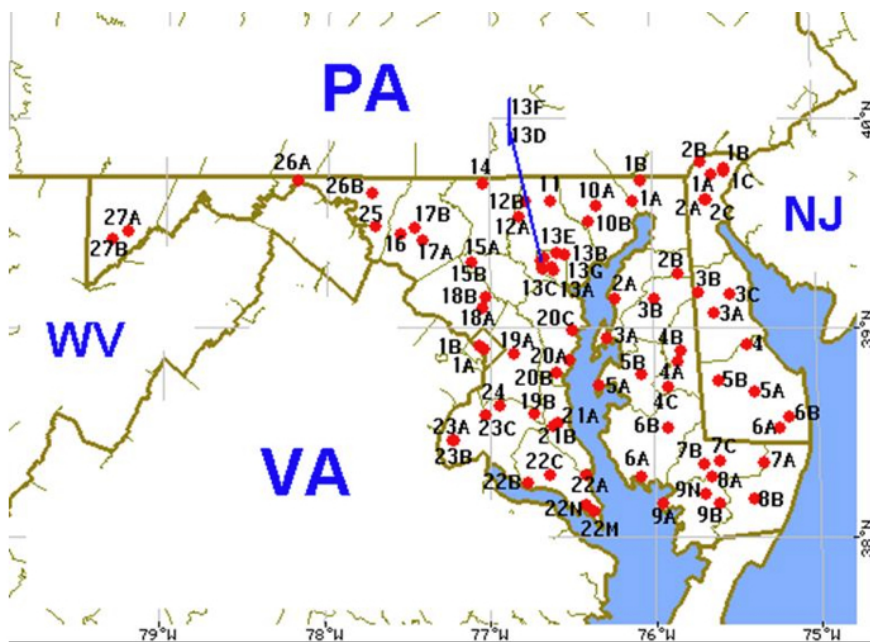 PA
13F
13D
40°N
26A
14
1B
2B
1B
26B
12B
11
10A
1A
1A
1C
2A
2C
NJ
27A
27B
25
16
17B
17A
12A
10B
15A
13E
13B
13G
15B
13C
13A
2B
3B
3C
WV
18B
18A
20C
2A
3B
3A
39°N
1B
1A
19A
20A
3A
4B
4
20B
5B
4A
5B
5A
5A
4C
24
19B
21A
6B
23A
23C
21B
6A
23B
VA
22C
22B
22A
6A
7B
7C
7A
8A
9N
22N
22M
9A
9B
8B
38°N
79°W
78°W
77°W
76°W
75°W